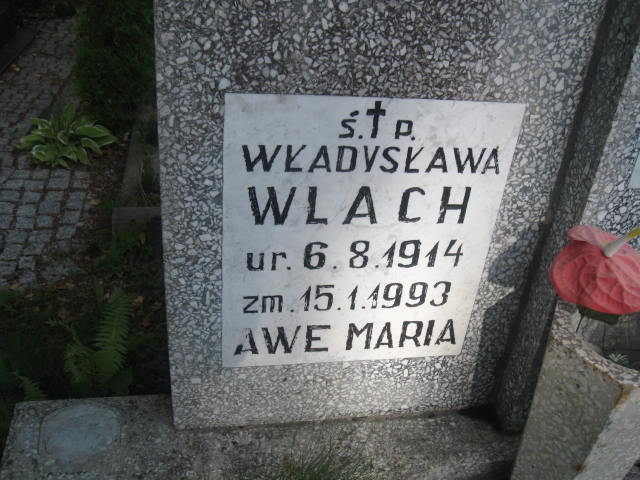 ś.✝p.
WŁADYSŁAWA
WLACH
ur. 6.8.1914
zm. 15.1.1993
AWE MARIA